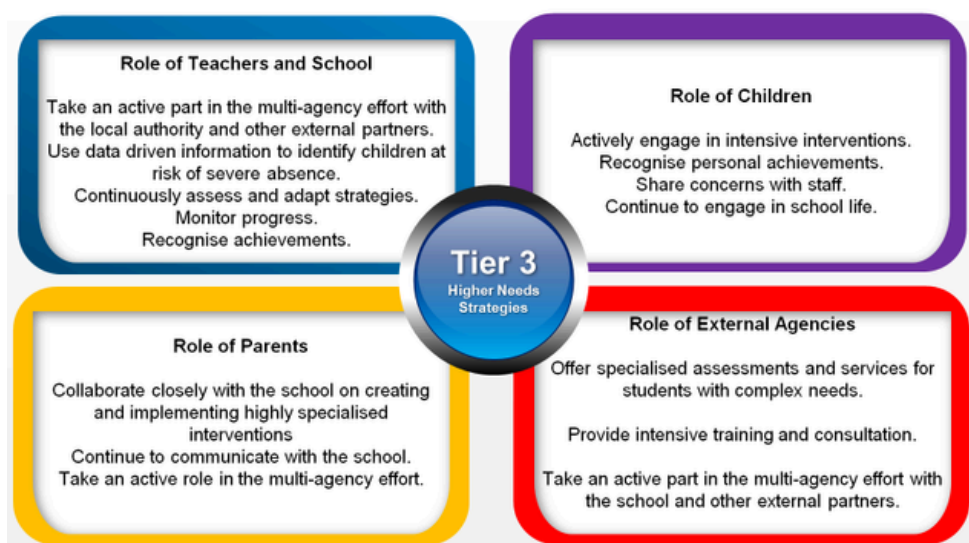 Role of Teachers and School
Take an active part in the multi-agency effort with
the local authority and other external partners.
Use data driven information to identify children at
risk of severe absence.
Continuously assess and adapt strategies.
Monitor progress.
Recognise achievements.
Role of Children
Actively engage in intensive interventions.
Recognise personal achievements.
Share concerns with staff.
Continue to engage in school life.
Tier 3
Higher Needs
Strategies
Role of Parents
Collaborate closely with the school on creating
and implementing highly specialised
interventions
Continue to communicate with the school.
Take an active role in the multi-agency effort.
Role of External Agencies
Offer specialised assessments and services for
students with complex needs.
Provide intensive training and consultation.
Take an active part in the multi-agency effort with
the school and other external partners.